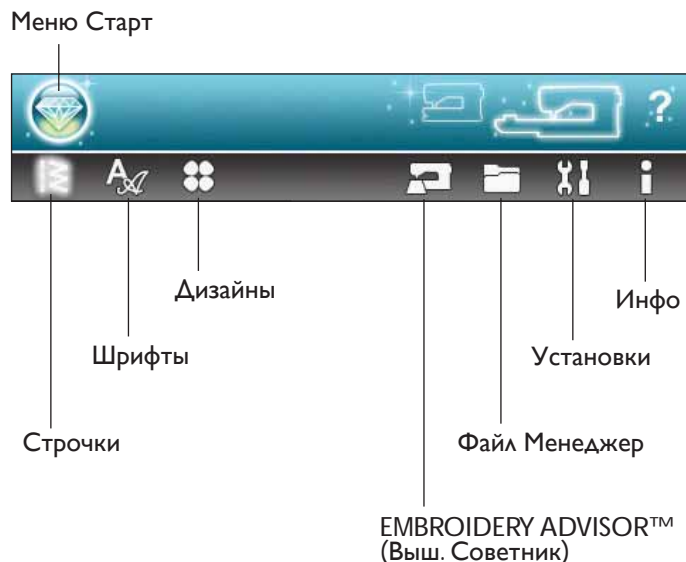 Меню Старт
?
Дизайны
Инфо
Шрифты
Установки
Строчки
Файл Менеджер
EMBROIDERY ADVISOR™
(Выш. Советник)